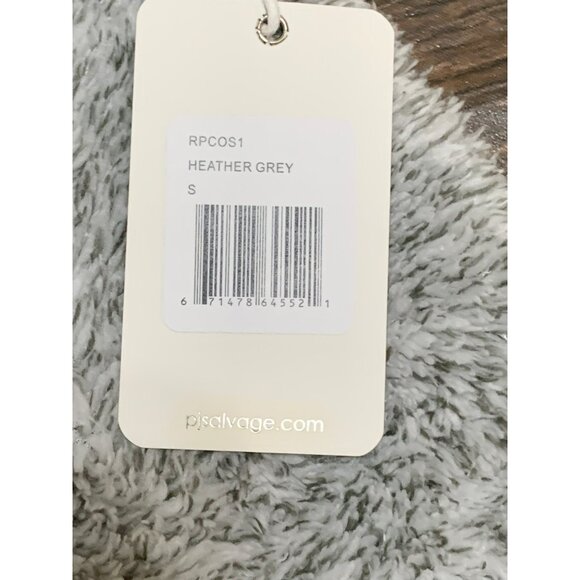 RPCOS1
HEATHER GREY
S
6 71478 64552 1
pjsalvage.com